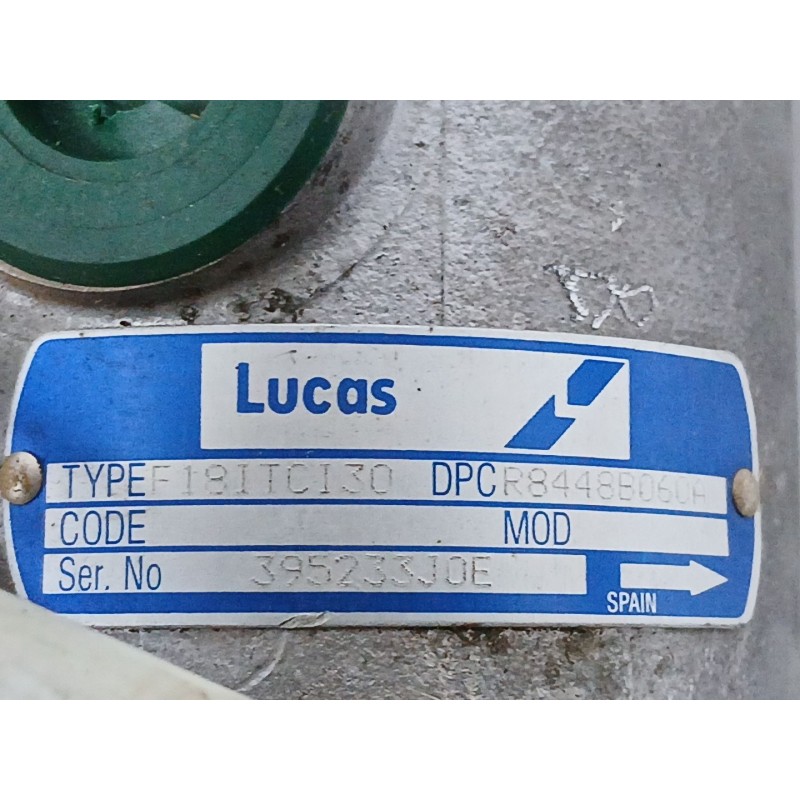 Lucas
TYPE F18ITCI30 DPC R8448B060A
CODE MOD
Ser. No 395233J0E
SPAIN